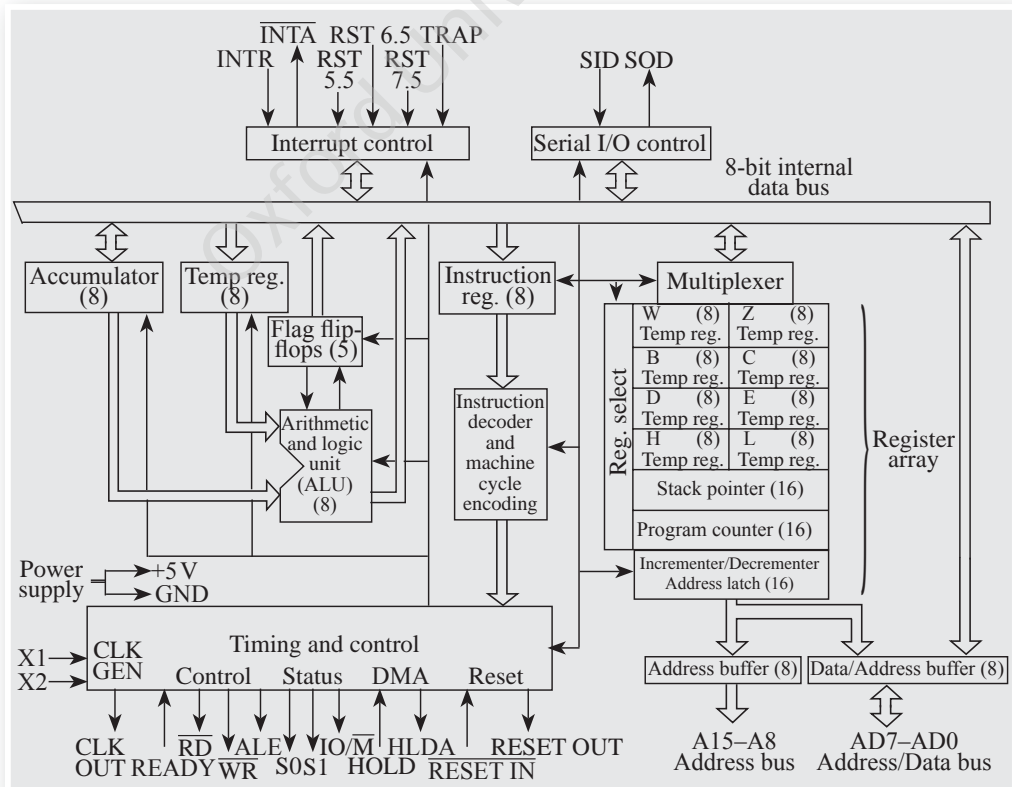 INTA RST 6.5 TRAP
INTR RST 5.5 RST 7.5
SID SOD
Interrupt control
Serial I/O control
8-bit internal
data bus
Accumulator
(8)
Temp reg.
(8)
Instruction
reg. (8)
Multiplexer
Flag flip-
flops (5)
Arithmetic
and logic
unit
(ALU)
(8)
Instruction
decoder
and
machine
cycle
encoding
Reg. select
W (8) Z (8)
Temp reg. Temp reg.
B (8) C (8)
Temp reg. Temp reg.
D (8) E (8)
Temp reg. Temp reg.
H (8) L (8)
Temp reg. Temp reg.
Stack pointer (16)
Program counter (16)
Incrementer/Decrementer
Address latch (16)
Register
array
Power
supply
+5 V
GND
Timing and control
X1
X2
CLK
GEN
Control Status DMA Reset
Address buffer (8)
Data/Address buffer (8)
CLK
OUT
READY
RD
WR
ALE
S0S1
IO/M
HOLD
HLDA
RESET IN
RESET OUT
A15–A8
Address bus
AD7–AD0
Address/Data bus
Oxford